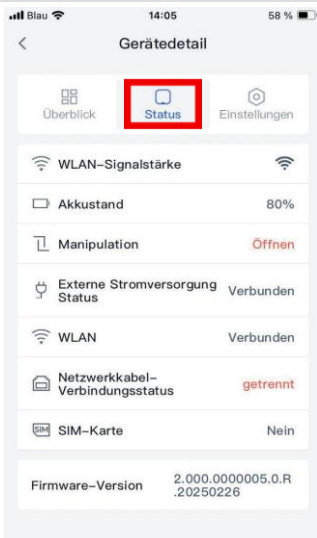 Blau 14:05 58 %
Gerätedetail
Überblick Status Einstellungen
WLAN-Signalstärke
Akkustand 80%
Manipulation Öffnen
Externe Stromversorgung
Status Verbunden
WLAN Verbunden
Netzwerkkabel-
Verbindungsstatus getrennt
SIM SIM-Karte Nein
Firmware-Version 2.000.0000005.0.R
.20250226